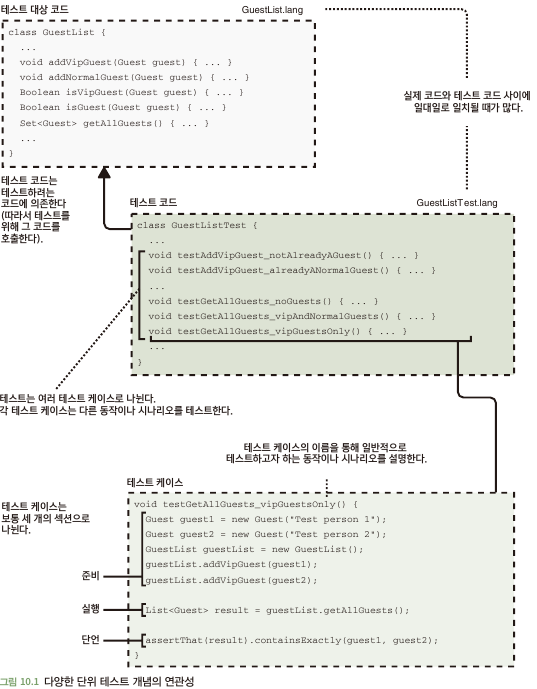 테스트 대상 코드
GuestList.lang
class GuestList {
...
void addVipGuest(Guest guest) { ... }
void addNormalGuest(Guest guest) { ... }
Boolean isVipGuest(Guest guest) { ... }
Boolean isGuest(Guest guest) { ... }
Set<Guest> getAllGuests() { ... }
...
}
실제 코드와 테스트 코드 사이에
일대일로 일치될 때가 많다.
테스트 코드는
테스트하려는
코드에 의존한다
(따라서 테스트를
위해 그 코드를
호출한다).
테스트 코드
GuestListTest.lang
class GuestListTest {
...
void testAddVipGuest_notAlreadyAGuest() { ... }
void testAddVipGuest_alreadyANormalGuest() { ... }
...
void testGetAllGuests_noGuests() { ... }
void testGetAllGuests_vipAndNormalGuests() { ... }
void testGetAllGuests_vipGuestsOnly() { ... }
...
}
테스트는 여러 테스트 케이스로 나뉜다.
각 테스트 케이스는 다른 동작이나 시나리오를 테스트한다.
테스트 케이스의 이름을 통해 일반적으로
테스트하고자 하는 동작이나 시나리오를 설명한다.
테스트 케이스
테스트 케이스는
보통 세 개의 섹션으로
나뉜다.
void testGetAllGuests_vipGuestsOnly() {
Guest guest1 = new Guest("Test person 1");
Guest guest2 = new Guest("Test person 2");
GuestList guestList = new GuestList();
guestList.addVipGuest(guest1);
guestList.addVipGuest(guest2);
준비
실행
List<Guest> result = guestList.getAllGuests();
단언
assertThat(result).containsExactly(guest1, guest2);
}
그림 10.1 다양한 단위 테스트 개념의 연관성